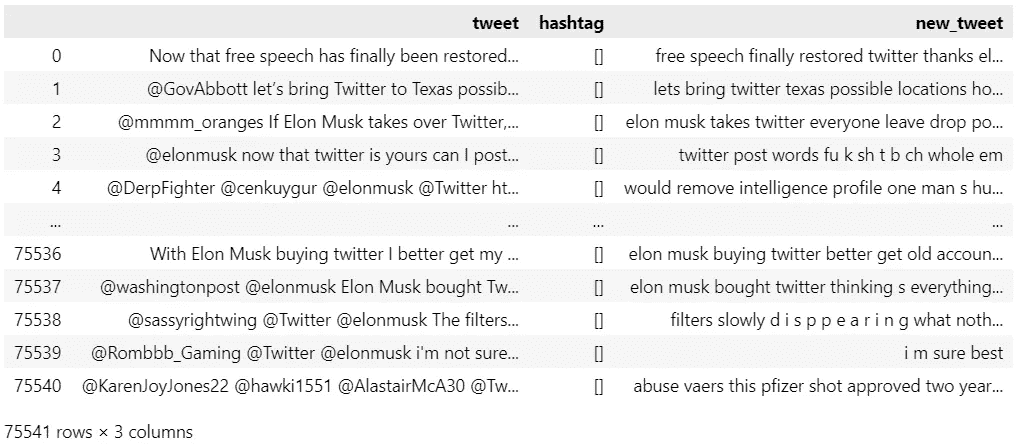 tweet hashtag new_tweet
0 Now that free speech has finally been restored... [] free speech finally restored twitter thanks el...
1 @GovAbbott let’s bring Twitter to Texas possib... [] lets bring twitter texas possible locations ho...
2 @mmmm_oranges If Elon Musk takes over Twitter,... [] elon musk takes twitter everyone leave drop po...
3 @elonmusk now that twitter is yours can I post... [] twitter post words fu k sh t b ch whole em
4 @DerpFighter @cenkuygur @elonmusk @Twitter ht... [] would remove intelligence profile one man s hu...
... ... ... ...
75536 With Elon Musk buying twitter I better get my ... [] elon musk buying twitter better get old accoun...
75537 @washingtonpost @elonmusk Elon Musk bought Tw... [] elon musk bought twitter thinking s everything...
75538 @sassyrightwing @Twitter @elonmusk The filters... [] filters slowly d i s p p e a r i n g what noth...
75539 @Rombbb_Gaming @Twitter @elonmusk i'm not sure... [] i m sure best
75540 @KarenJoyJones22 @hawki1551 @AlastairMcA30 @Tw... [] abuse vaers this pfizer shot approved two year...
75541 rows × 3 columns